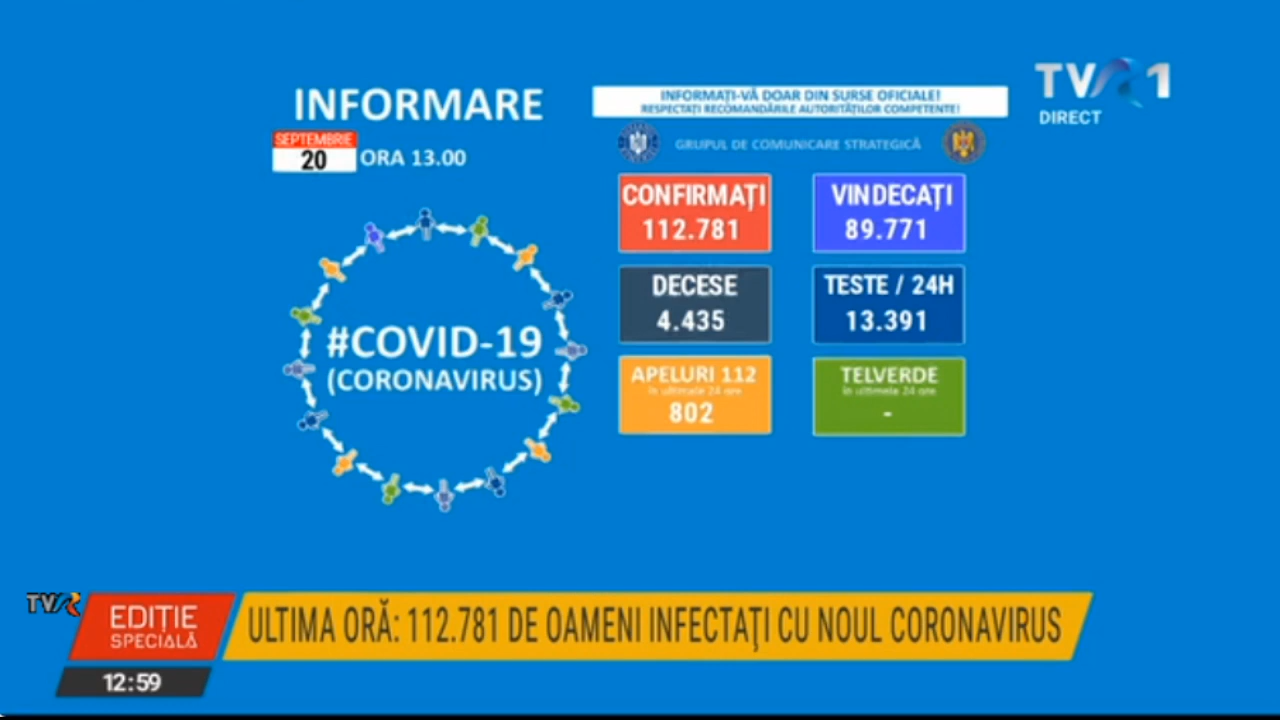 INFORMARE
SEPTEMBRIE
20
ORA 13.00
INFORMAȚI-VĂ DOAR DIN SURSE OFICIALE!
RESPECTAȚI RECOMANDĂRILE AUTORITĂȚILOR COMPETENTE!
TVR 1
DIRECT
GRUPUL DE COMUNICARE STRATEGICĂ
CONFIRMAȚI
112.781
VINDECAȚI
89.771
DECESE
4.435
TESTE / 24H
13.391
APELURI 112
în ultimele 24 ore
802
TELVERDE
în ultimele 24 ore
-
#COVID-19
(CORONAVIRUS)
TVR
EDIȚIE
SPECIALĂ
ULTIMA ORĂ: 112.781 DE OAMENI INFECTAȚI CU NOUL CORONAVIRUS
12:59